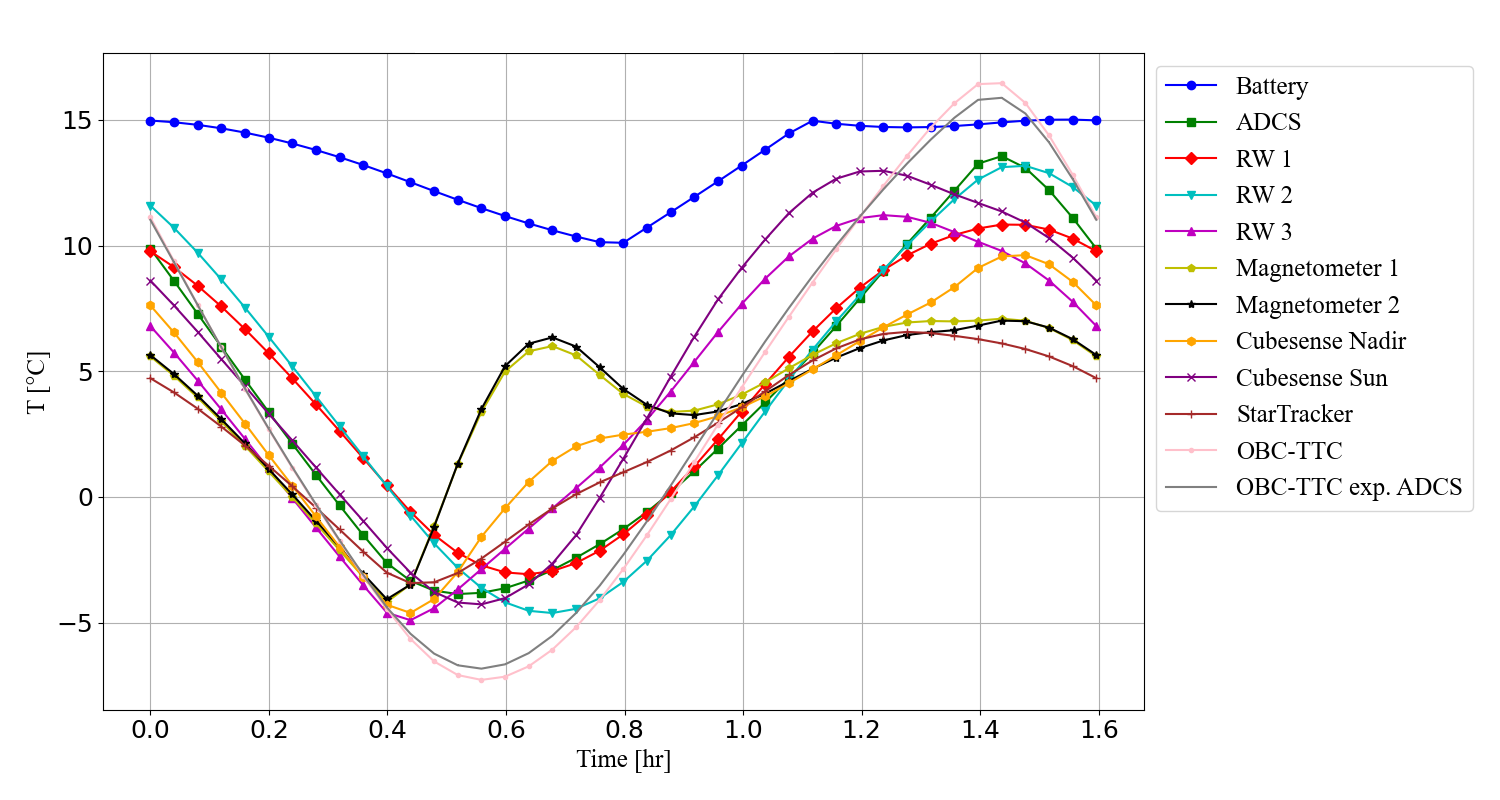 15
10
5
0
−5
T [°C]
0.0 0.2 0.4 0.6 0.8 1.0 1.2 1.4 1.6
Time [hr]
Battery
ADCS
RW 1
RW 2
RW 3
Magnetometer 1
Magnetometer 2
Cubesense Nadir
Cubesense Sun
StarTracker
OBC-TTC
OBC-TTC exp. ADCS